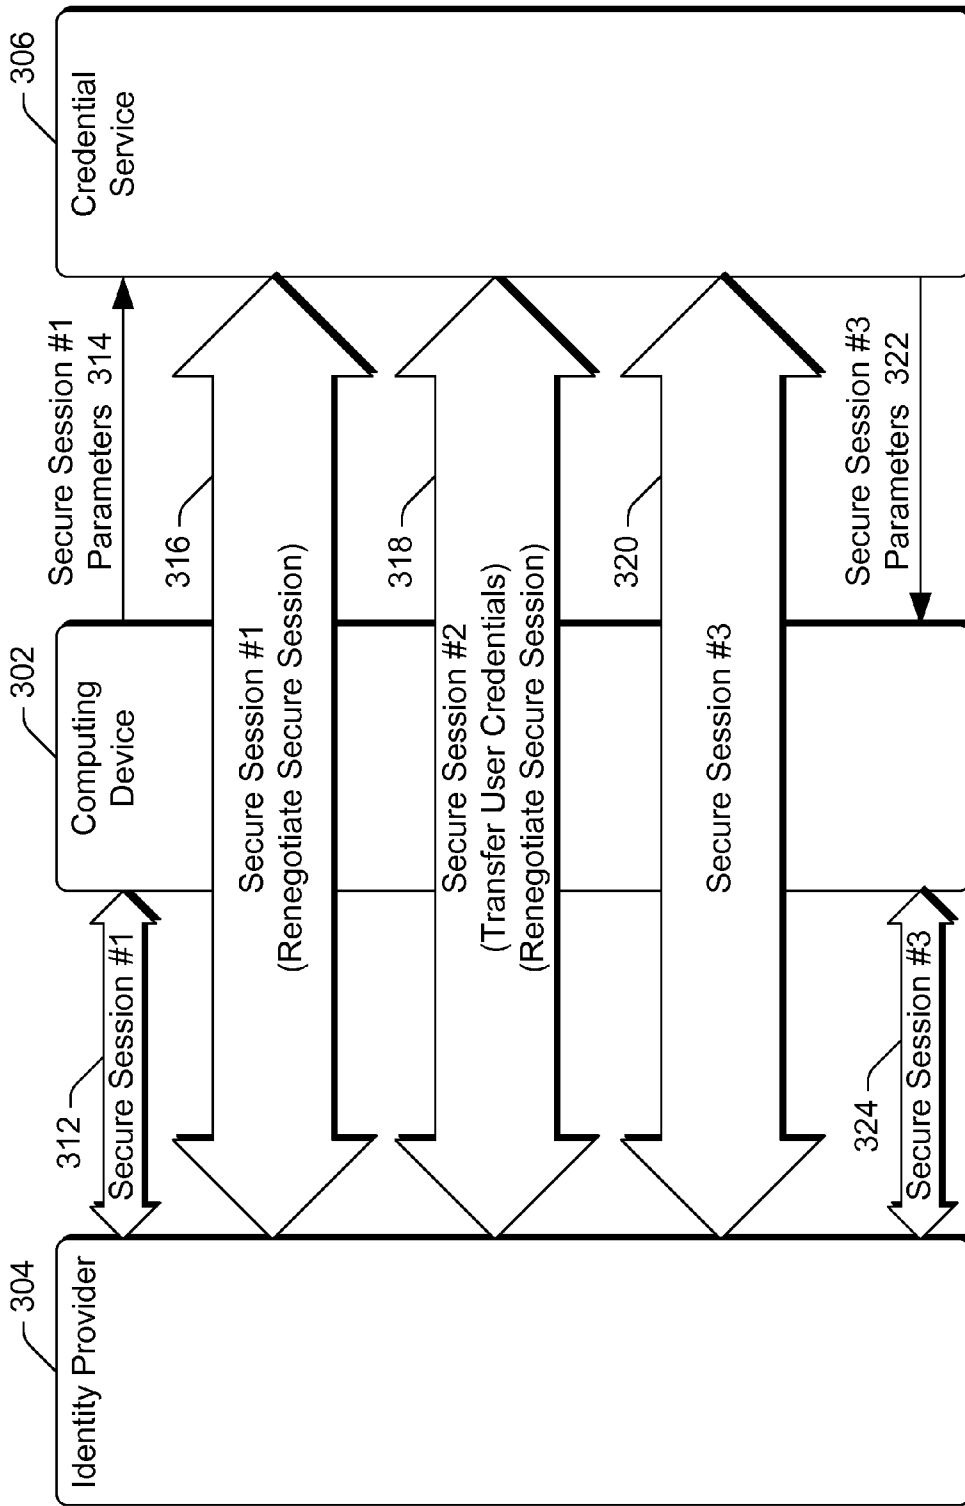 304
Identity Provider
302
Computing
Device
306
Credential
Service
312
Secure Session #1
Secure Session #1
Parameters 314
316
Secure Session #1
(Renegotiate Secure Session)
318
Secure Session #2
(Transfer User Credentials)
(Renegotiate Secure Session)
320
Secure Session #3
Secure Session #3
Parameters 322
324
Secure Session #3